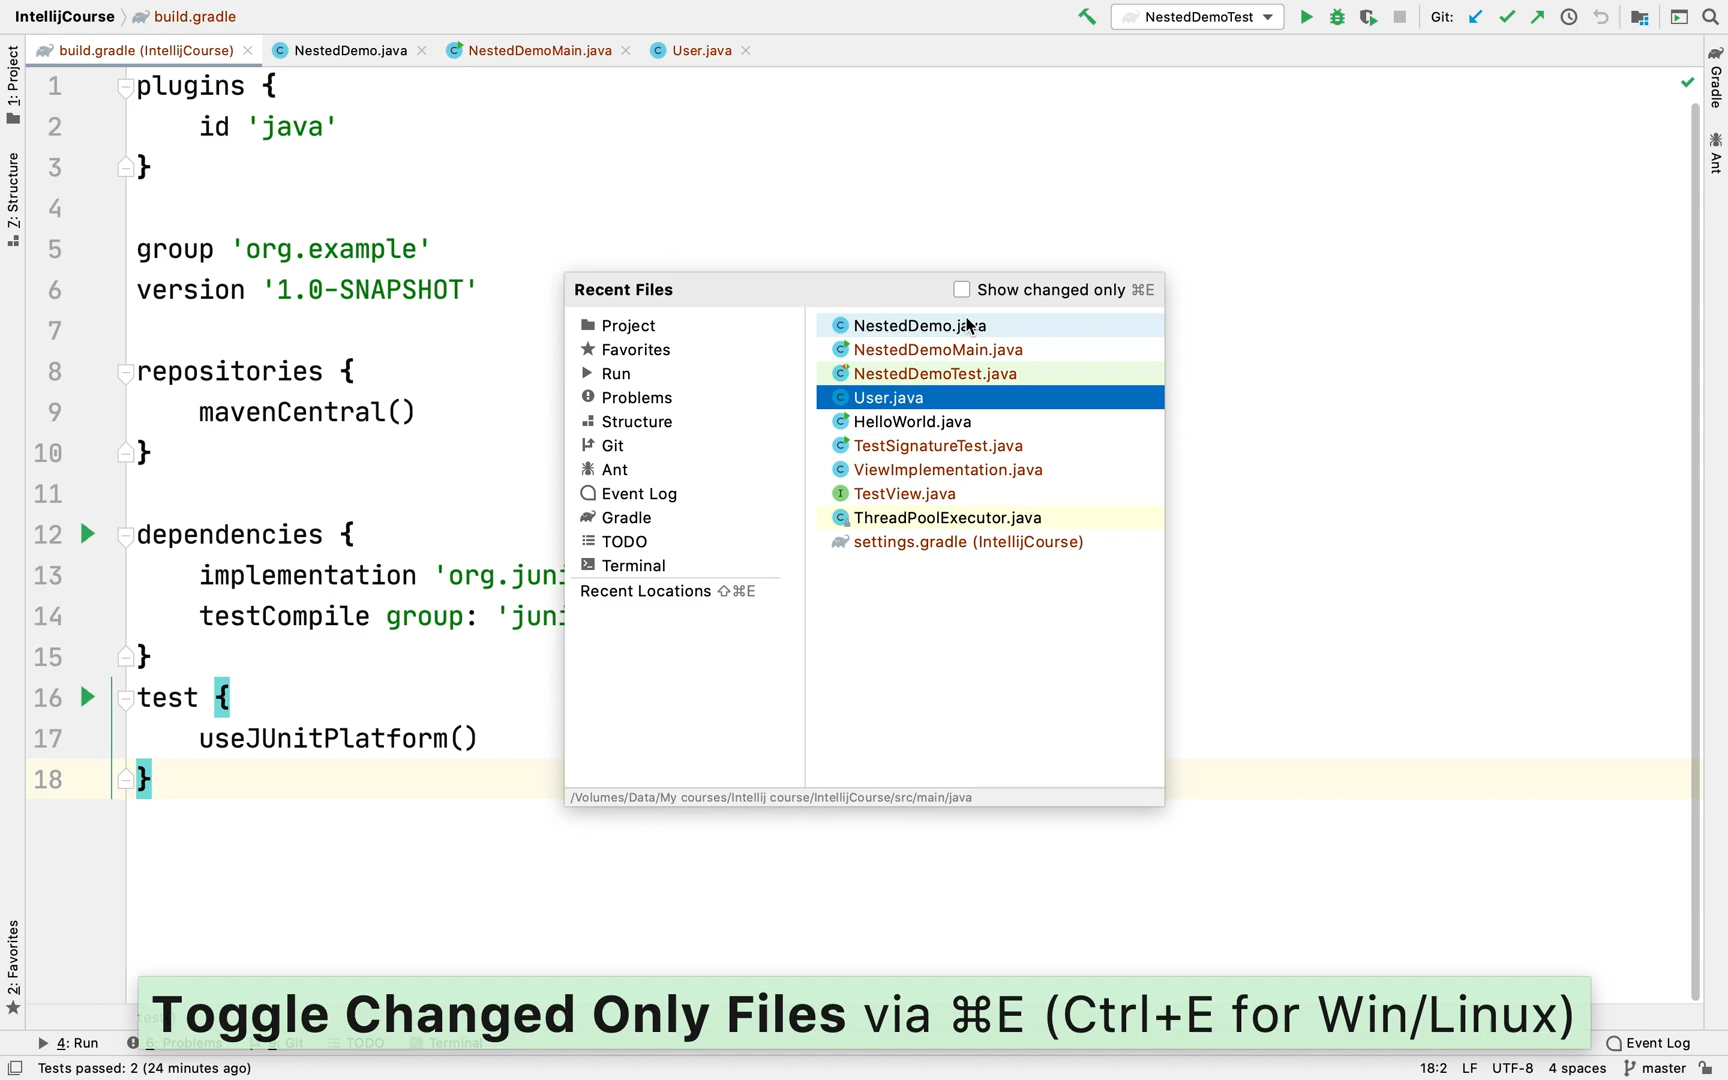 IntellijCourse build.gradle
NestedDemoTest
Git:
build.gradle (IntellijCourse) NestedDemo.java NestedDemoMain.java User.java
1: Project
Z: Structure
2: Favorites
Gradle
Ant
1 plugins {
2 id 'java'
3 }
4
5 group 'org.example'
6 version '1.0-SNAPSHOT'
7
8 repositories {
9 mavenCentral()
10 }
11
12 dependencies {
13 implementation 'org.juni
14 testCompile group: 'juni
15 }
16 test {
17 useJUnitPlatform()
18 }
Recent Files Show changed only ⌘E
Project
Favorites
Run
Problems
Structure
Git
Ant
Event Log
Gradle
TODO
Terminal
Recent Locations ⇧⌘E
NestedDemo.java
NestedDemoMain.java
NestedDemoTest.java
User.java
HelloWorld.java
TestSignatureTest.java
ViewImplementation.java
TestView.java
ThreadPoolExecutor.java
settings.gradle (IntellijCourse)
/Volumes/Data/My courses/Intellij course/IntellijCourse/src/main/java
Toggle Changed Only Files via ⌘E (Ctrl+E for Win/Linux)
4: Run 6: Problems Git TODO Terminal Event Log
Tests passed: 2 (24 minutes ago) 18:2 LF UTF-8 4 spaces master